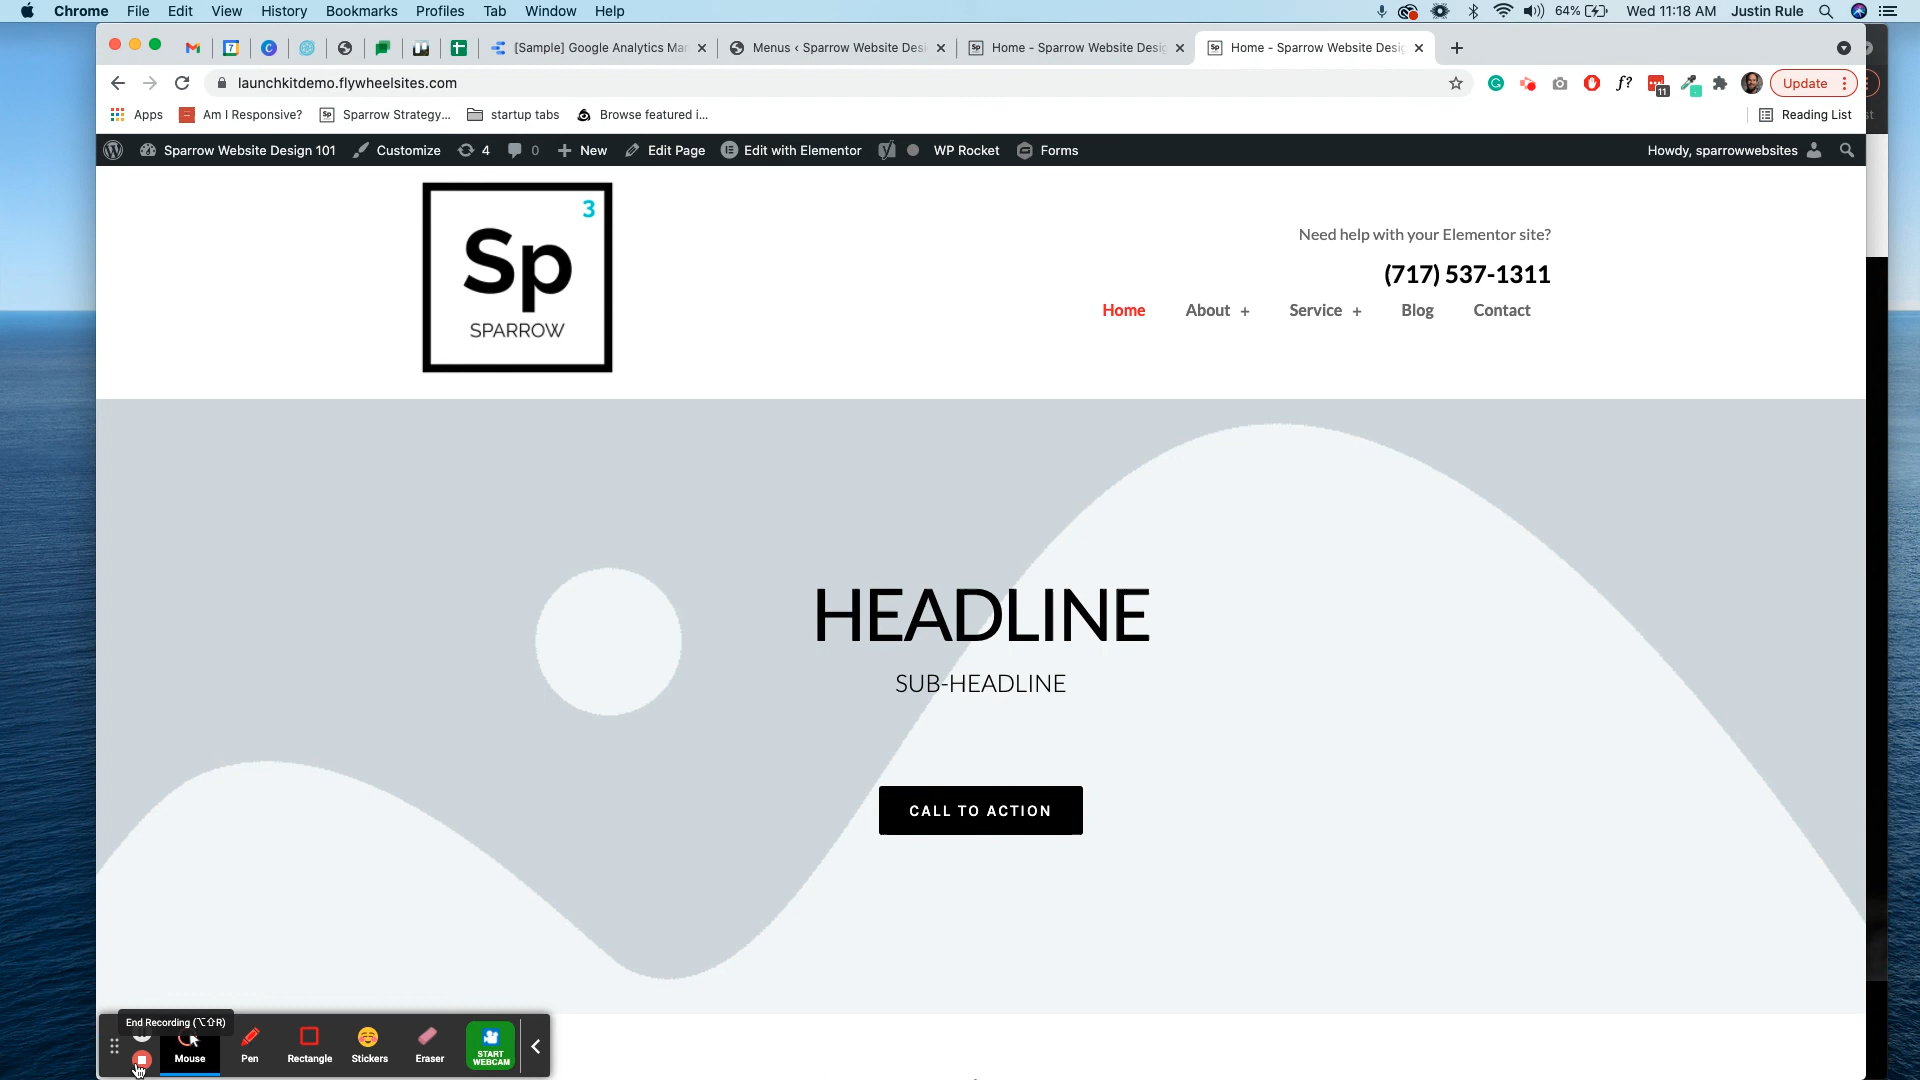 Chrome File Edit View History Bookmarks Profiles Tab Window Help 64% Wed 11:18 AM Justin Rule
7 C [Sample] Google Analytics Ma Menus ‹ Sparrow Website Desi Sp Home - Sparrow Website Desig Sp Home - Sparrow Website Desig
launchkitdemo.flywheelsites.com f? 11 Update
Apps Am I Responsive? Sp Sparrow Strategy... startup tabs Browse featured i... Reading List
Sparrow Website Design 101 Customize 4 0 New Edit Page Edit with Elementor WP Rocket Forms Howdy, sparrowwebsites
3
Sp
SPARROW
Need help with your Elementor site?
(717) 537-1311
Home About + Service + Blog Contact
HEADLINE
SUB-HEADLINE
CALL TO ACTION
End Recording (⌥⇧R)
Mouse Pen Rectangle Stickers Eraser START
WEBCAM